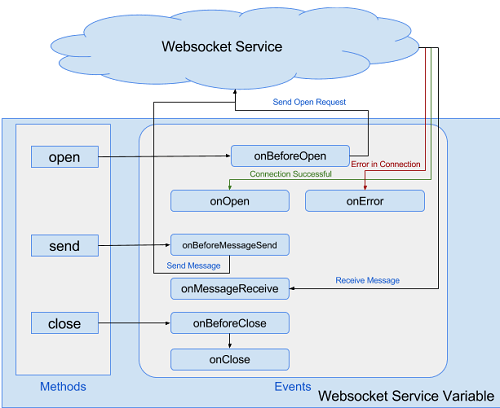 Websocket Service
Send Open Request
open
onBeforeOpen
Error in Connection
Connection Successful
onOpen
onError
send
onBeforeMessageSend
Send Message
onMessageReceive
Receive Message
close
onBeforeClose
onClose
Methods
Events
Websocket Service Variable